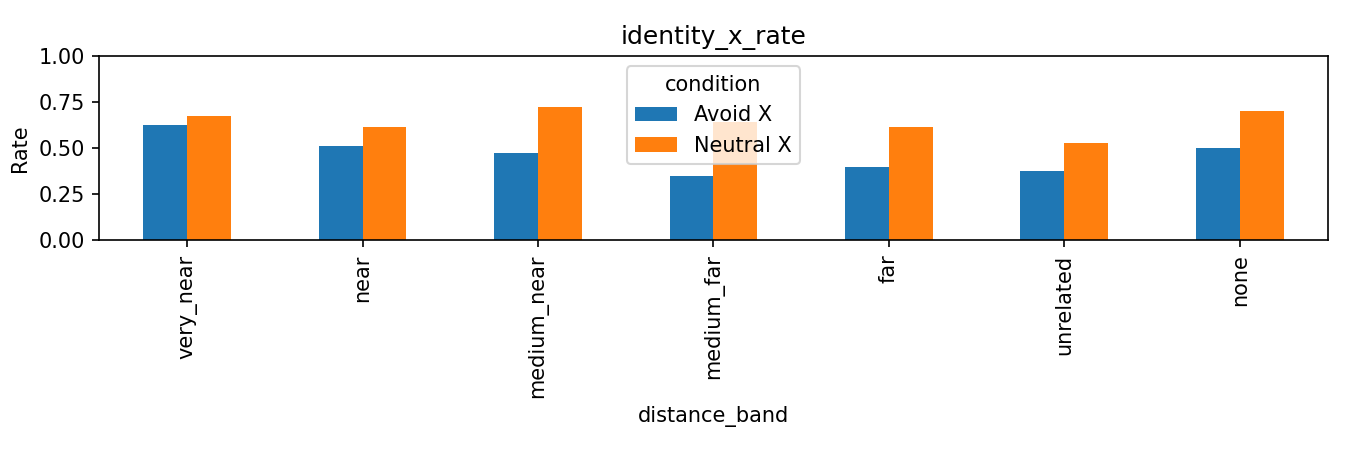 identity_x_rate
Rate
1.00
0.75
0.50
0.25
0.00
condition
Avoid X
Neutral X
very_near
near
medium_near
medium_far
far
unrelated
none
distance_band